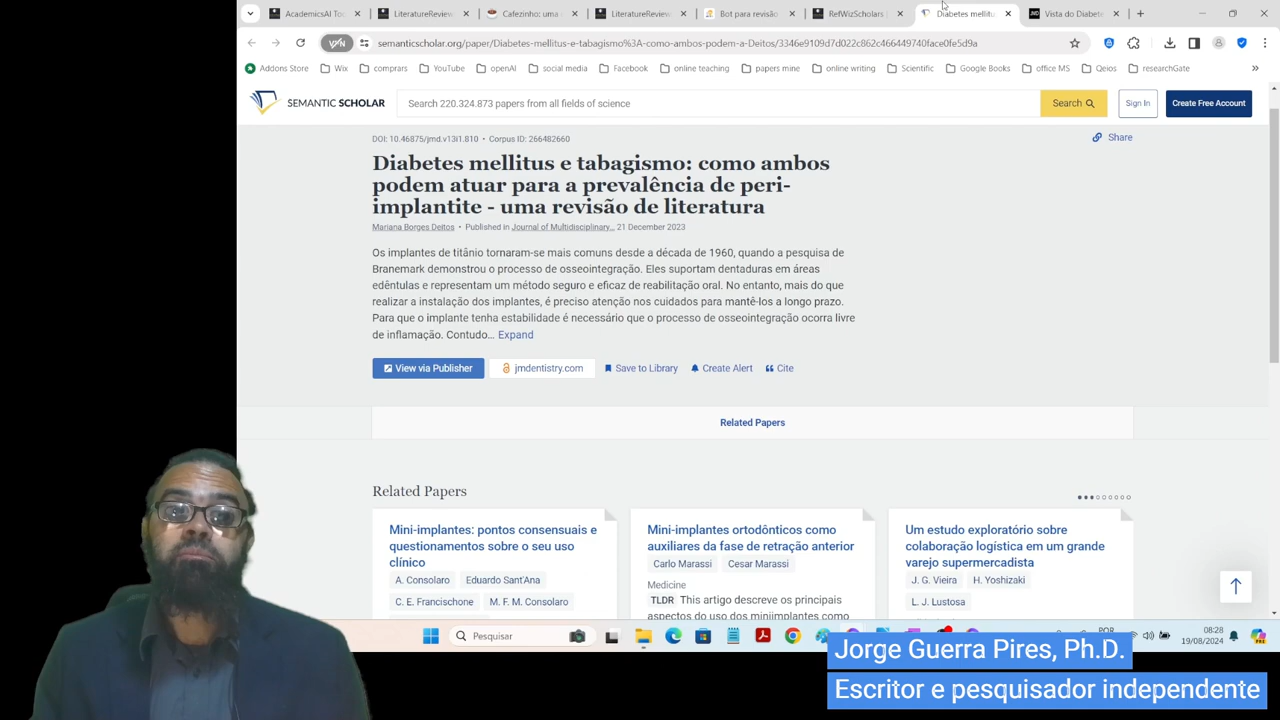 AcademicsAI Too
LiteratureReview
Cafezinho: uma
LiteratureReview
Bot para revisão
RefWizScholars |
Diabetes mellitu
Vista do Diabete
VPN
semanticscholar.org/paper/Diabetes-mellitus-e-tabagismo%3A-como-ambos-podem-a-Deitos/3346e9109d7d022c862c466449740face0fe5d9a
Addons Store
Wix
comprars
YouTube
openAI
social media
Facebook
online teaching
papers mine
online writing
Scientific
Google Books
office MS
Qeios
researchGate
SEMANTIC SCHOLAR
Search 220.324.873 papers from all fields of science
Search
Sign In
Create Free Account
DOI: 10.46875/jmd.v13i1.810 • Corpus ID: 266482660
Share
Diabetes mellitus e tabagismo: como ambos
podem atuar para a prevalência de peri-
implantite - uma revisão de literatura
Mariana Borges Deitos • Published in Journal of Multidisciplinary… 21 December 2023
Os implantes de titânio tornaram-se mais comuns desde a década de 1960, quando a pesquisa de
Branemark demonstrou o processo de osseointegração. Eles suportam dentaduras em áreas
edêntulas e representam um método seguro e eficaz de reabilitação oral. No entanto, mais do que
realizar a instalação dos implantes, é preciso atenção nos cuidados para mantê-los a longo prazo.
Para que o implante tenha estabilidade é necessário que o processo de osseointegração ocorra livre
de inflamação. Contudo… Expand
View via Publisher
jmdentistry.com
Save to Library
Create Alert
Cite
Related Papers
Related Papers
Mini-implantes: pontos consensuais e
questionamentos sobre o seu uso
clínico
A. Consolaro
Eduardo Sant'Ana
C. E. Francischone
M. F. M. Consolaro
Mini-implantes ortodônticos como
auxiliares da fase de retração anterior
Carlo Marassi
Cesar Marassi
Medicine
TLDR This artigo descreve os principais
aspectos do uso dos miniimplantes como
Um estudo exploratório sobre
colaboração logística em um grande
varejo supermercadista
J. G. Vieira
H. Yoshizaki
L. J. Lustosa
Pesquisar
POR
08:28
19/08/2024
Jorge Guerra Pires, Ph.D.
Escritor e pesquisador independente